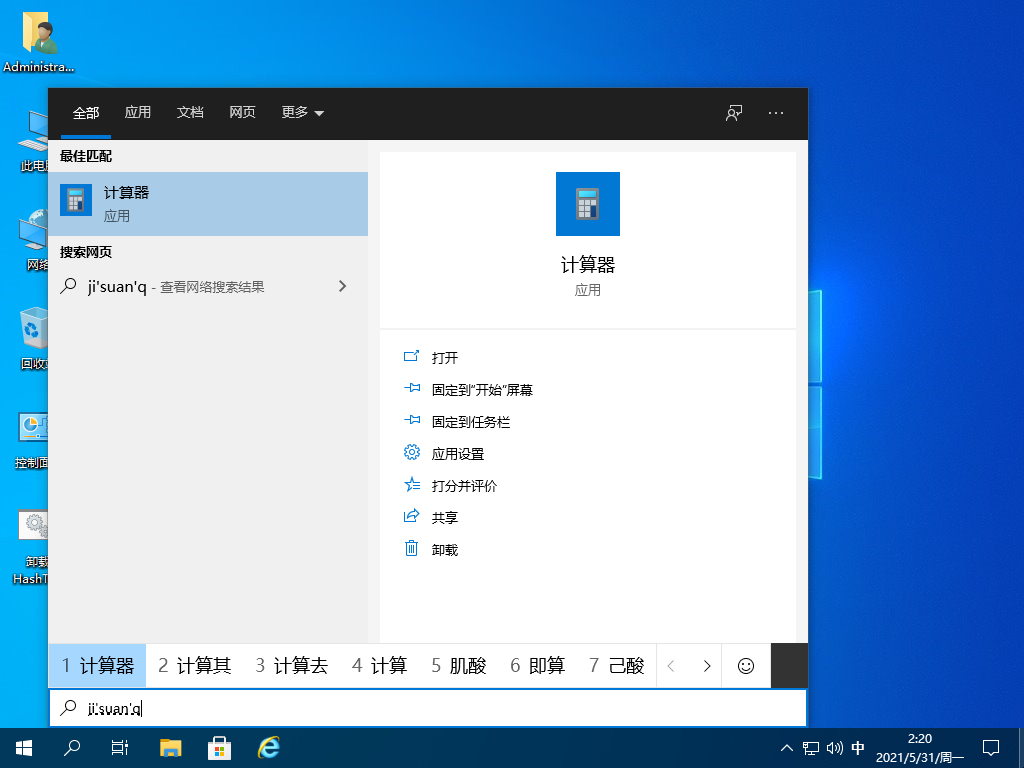 Administra...
此电
网络
回收
控制面
卸载
HashT
全部 应用 文档 网页 更多
最佳匹配
计算器
应用
搜索网页
ji'suan'q - 查看网络搜索结果
计算器
应用
打开
固定到"开始"屏幕
固定到任务栏
应用设置
打分并评价
共享
卸载
1 计算器 2 计算其 3 计算去 4 计算 5 肌酸 6 即算 7 己酸
ji'suan'q
中
2:20
2021/5/31/周一